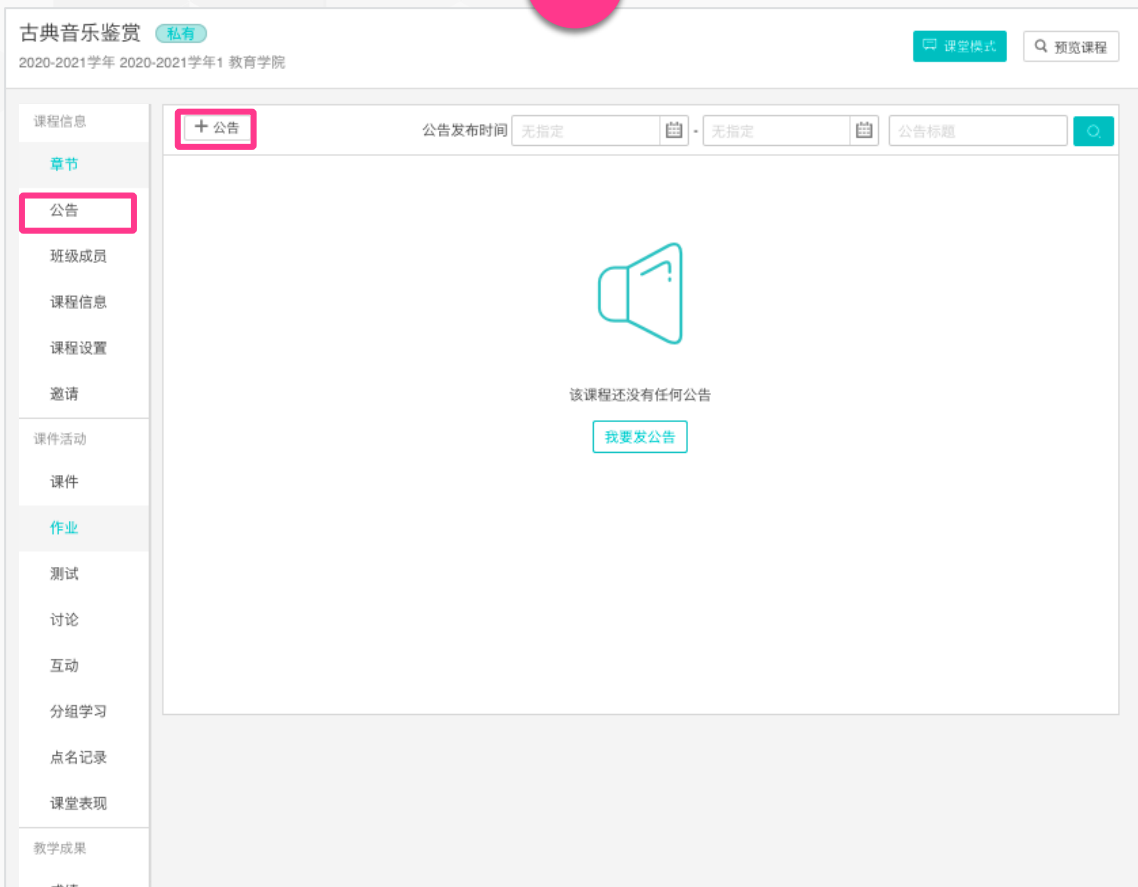 古典音乐鉴赏 私有
2020-2021学年 2020-2021学年1 教育学院
课堂模式 预览课程
课程信息
章节
公告
班级成员
课程信息
课程设置
邀请
课件活动
课件
作业
测试
讨论
互动
分组学习
点名记录
课堂表现
教学成果
+ 公告 公告发布时间 无指定 - 无指定 公告标题
该课程还没有任何公告
我要发公告